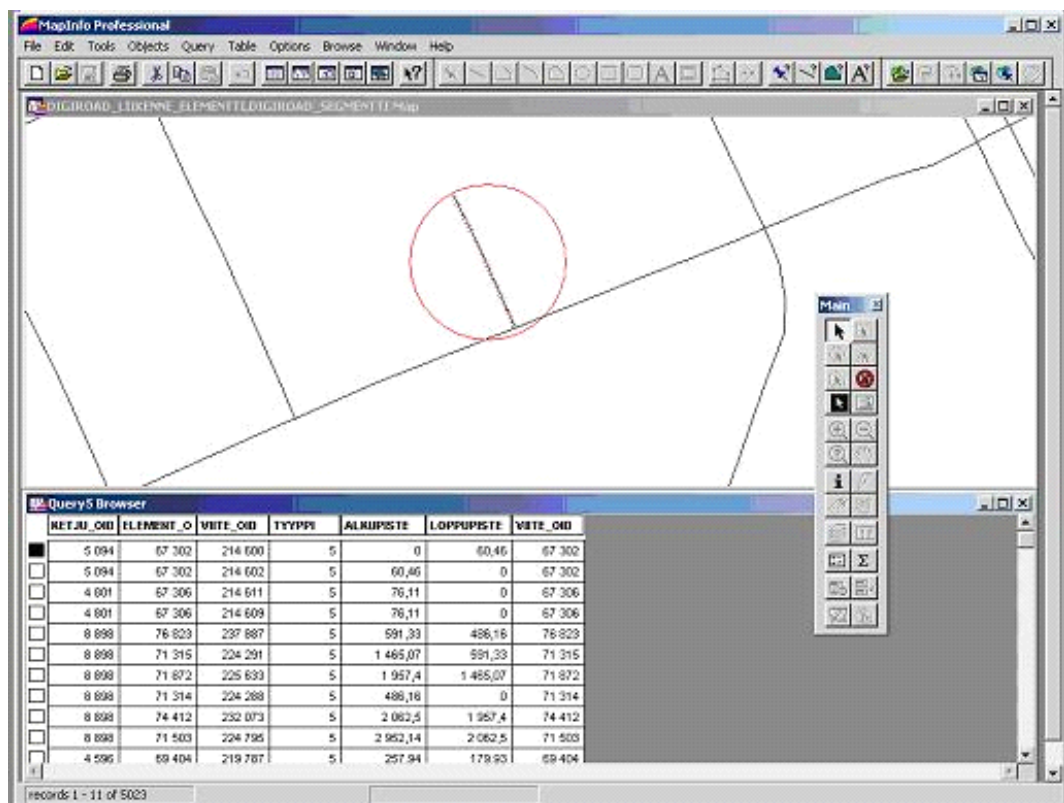 MapInfo Professional
File Edit Tools Objects Query Table Options Browse Window Help
DIGIROAD_LIIKENNE_ELEMENTTI,DIGIROAD_SEGMENTTI Map
Main
Query5 Browser
KETJU_OID ELEMENT_O VIITE_OID TYYPPI ALKUPISTE LOPPUPISTE VIITE_OID
5 094 67 302 214 600 5 0 60,46 67 302
5 094 67 302 214 602 5 60,46 0 67 302
4 801 67 306 214 611 5 76,11 0 67 306
4 801 67 306 214 609 5 76,11 0 67 306
8 898 76 823 237 887 5 591,33 486,16 76 823
8 898 71 315 224 291 5 1 465,07 591,33 71 315
8 898 71 872 225 633 5 1 957,4 1 465,07 71 872
8 898 71 314 224 288 5 486,16 0 71 314
8 898 74 412 232 073 5 2 062,5 1 957,4 74 412
8 898 71 503 224 795 5 2 952,14 2 062,5 71 503
4 596 69 404 219 787 5 257,94 179,93 69 404
records 1 - 11 of 5023